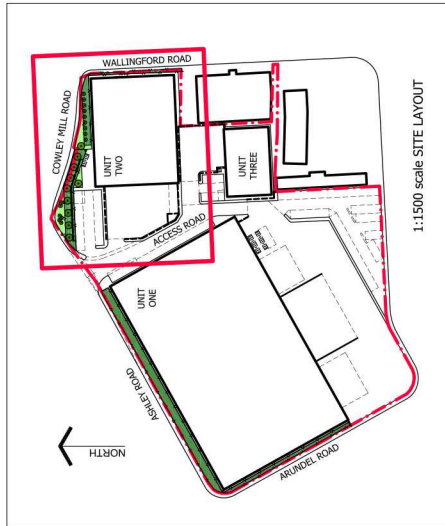 WALLINGFORD ROAD
COWLEY MILL ROAD
UNIT
TWO
UNIT
THREE
ACCESS ROAD
UNIT
ONE
ASHLEY ROAD
ARUNDEL ROAD
NORTH
1:1500 scale SITE LAYOUT